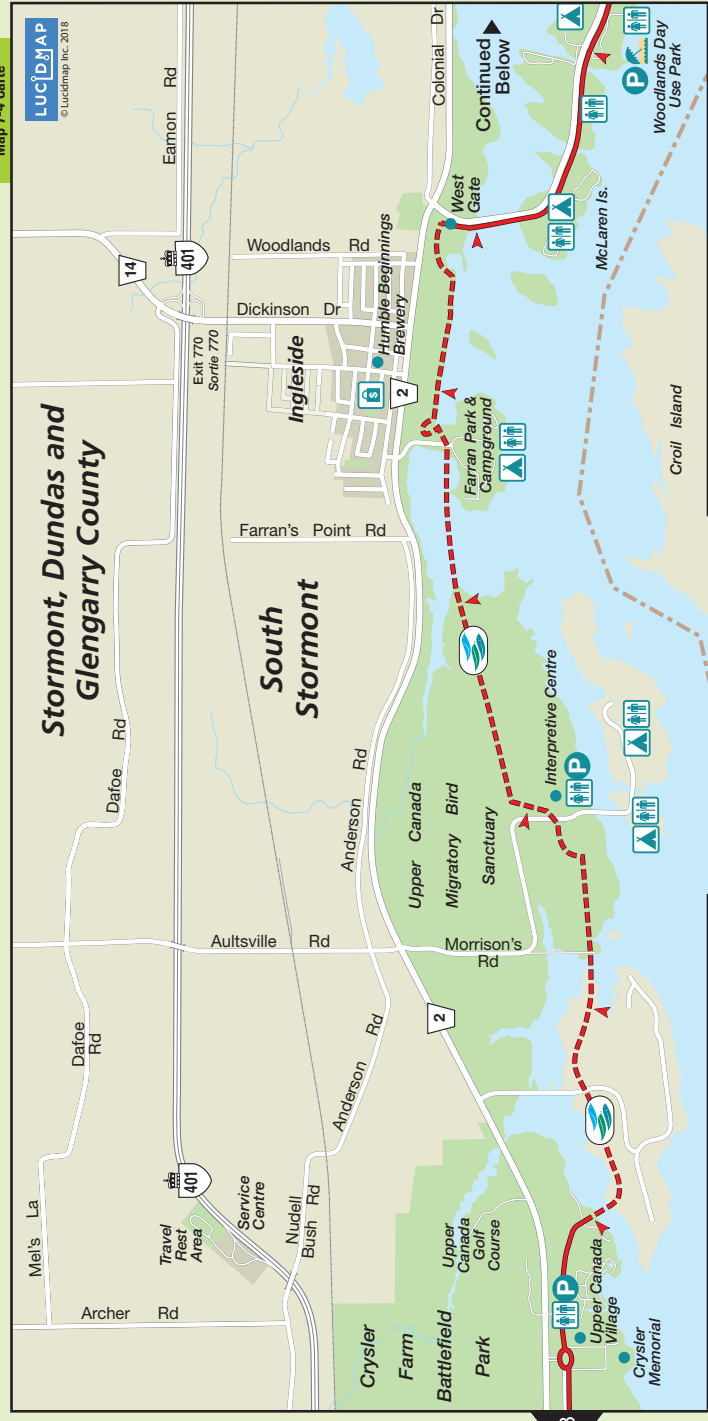 Map 7-4 Carte
LUCIDMAP
© Lucidmap Inc. 2018
Stormont, Dundas and
Glengarry County
South
Stormont
Ingleside
Mel's La
Archer Rd
Dafoe
Rd
Dafoe Rd
Aultsville Rd
Eamon Rd
14
401
Exit 770
Sortie 770
Woodlands Rd
Dickinson Dr
Humble Beginnings
Brewery
$
2
Colonial Dr
Continued
Below
West
Gate
P
Woodlands Day
Use Park
McLaren Is.
Farran Park &
Campground
Croil Island
Farran's Point Rd
Anderson Rd
Upper Canada
Migratory Bird
Sanctuary
Interpretive Centre
P
Morrison's
Rd
2
Anderson Rd
401
Travel
Rest
Area
Service
Centre
Nudell
Bush Rd
Crysler
Farm
Battlefield
Park
Upper
Canada
Golf
Course
P
Upper Canada
Village
Crysler
Memorial